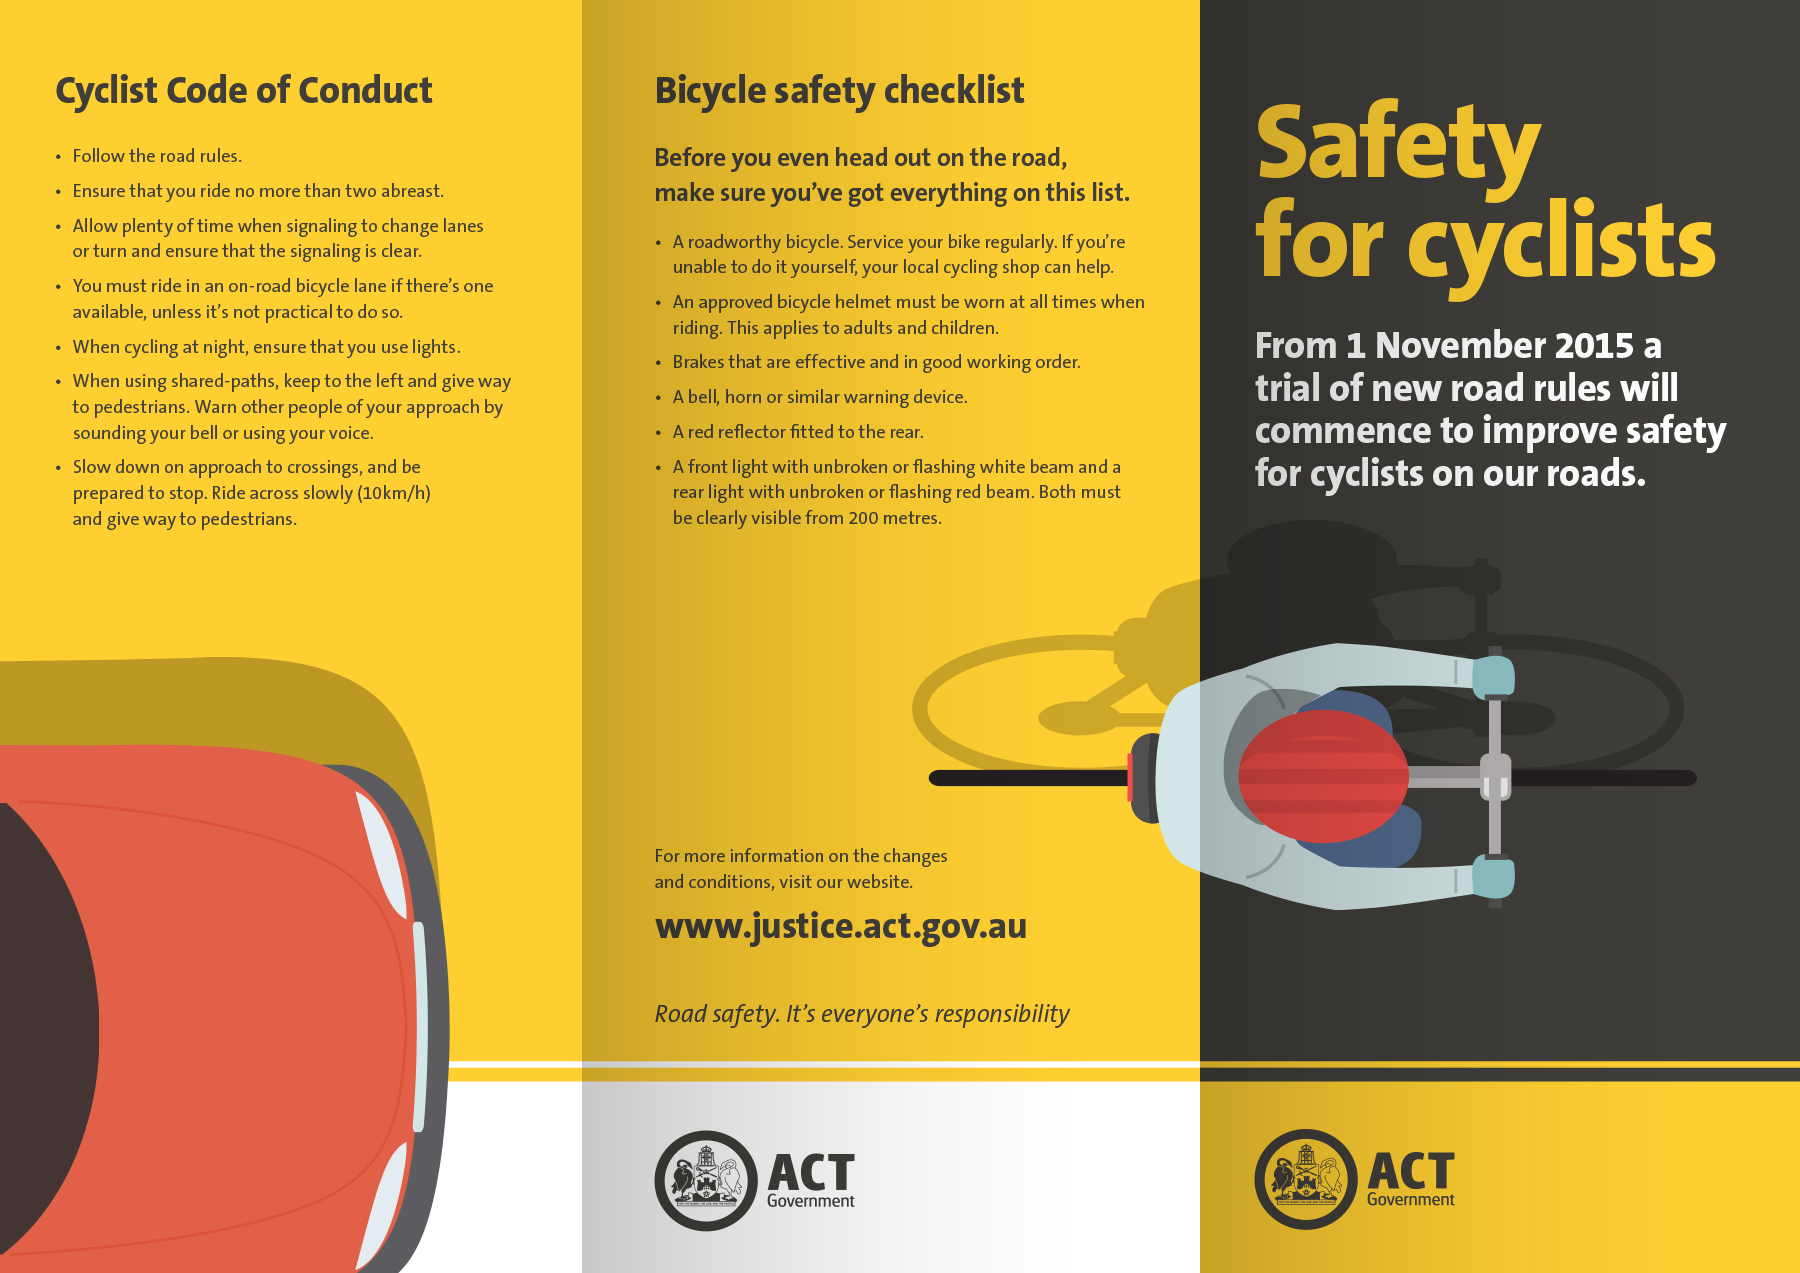 Cyclist Code of Conduct
• Follow the road rules.
• Ensure that you ride no more than two abreast.
• Allow plenty of time when signaling to change lanes
or turn and ensure that the signaling is clear.
• You must ride in an on-road bicycle lane if there's one
available, unless it's not practical to do so.
• When cycling at night, ensure that you use lights.
• When using shared-paths, keep to the left and give way
to pedestrians. Warn other people of your approach by
sounding your bell or using your voice.
• Slow down on approach to crossings, and be
prepared to stop. Ride across slowly (10km/h)
and give way to pedestrians.
Bicycle safety checklist
Before you even head out on the road,
make sure you've got everything on this list.
• A roadworthy bicycle. Service your bike regularly. If you're
unable to do it yourself, your local cycling shop can help.
• An approved bicycle helmet must be worn at all times when
riding. This applies to adults and children.
• Brakes that are effective and in good working order.
• A bell, horn or similar warning device.
• A red reflector fitted to the rear.
• A front light with unbroken or flashing white beam and a
rear light with unbroken or flashing red beam. Both must
be clearly visible from 200 metres.
For more information on the changes
and conditions, visit our website.
www.justice.act.gov.au
Road safety. It's everyone's responsibility
ACT
Government
Safety
for cyclists
From 1 November 2015 a
trial of new road rules will
commence to improve safety
for cyclists on our roads.
ACT
Government